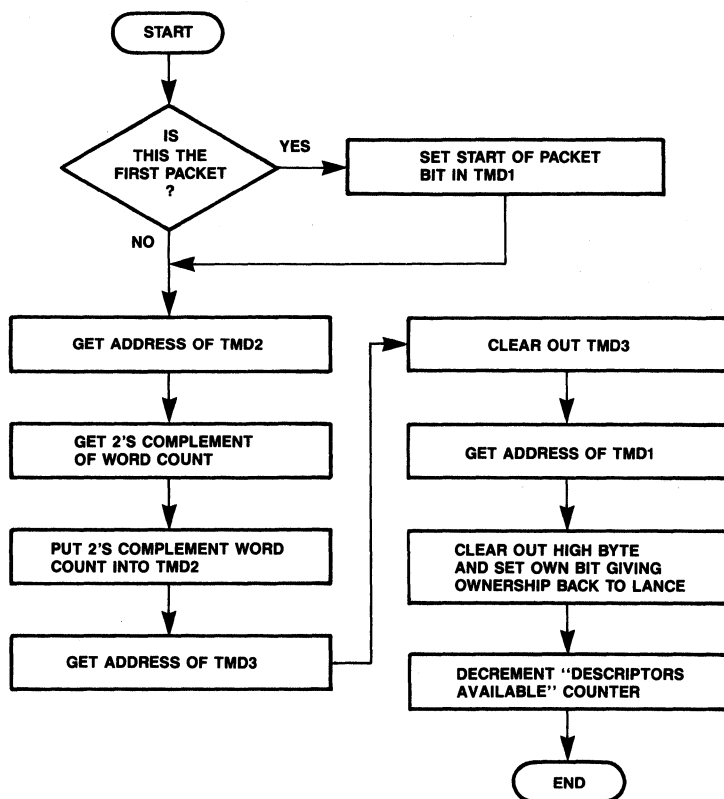 START
IS
THIS THE
FIRST PACKET
?
YES
SET START OF PACKET
BIT IN TMD1
NO
GET ADDRESS OF TMD2
GET 2'S COMPLEMENT
OF WORD COUNT
PUT 2'S COMPLEMENT WORD
COUNT INTO TMD2
GET ADDRESS OF TMD3
CLEAR OUT TMD3
GET ADDRESS OF TMD1
CLEAR OUT HIGH BYTE
AND SET OWN BIT GIVING
OWNERSHIP BACK TO LANCE
DECREMENT "DESCRIPTORS
AVAILABLE" COUNTER
END